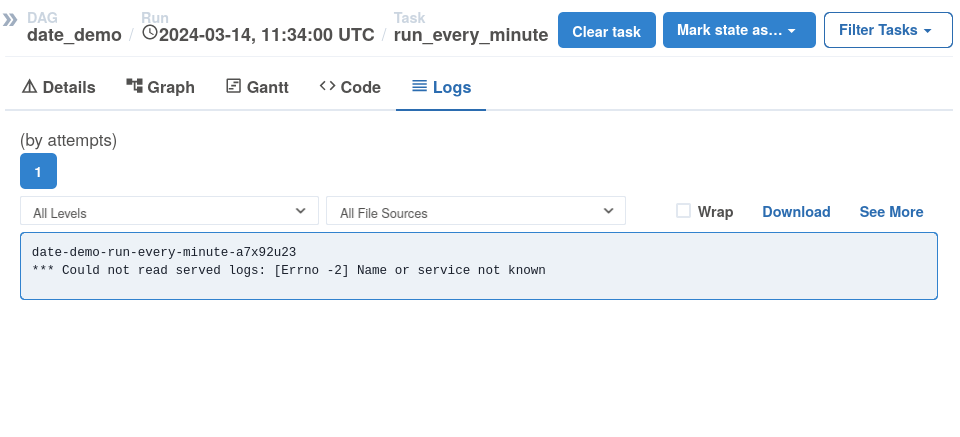 DAG
date_demo
Run
2024-03-14, 11:34:00 UTC
Task
run_every_minute
Clear task
Mark state as…
Filter Tasks
Details
Graph
Gantt
Code
Logs
(by attempts)
1
All Levels
All File Sources
Wrap
Download
See More
date-demo-run-every-minute-a7x92u23
*** Could not read served logs: [Errno -2] Name or service not known